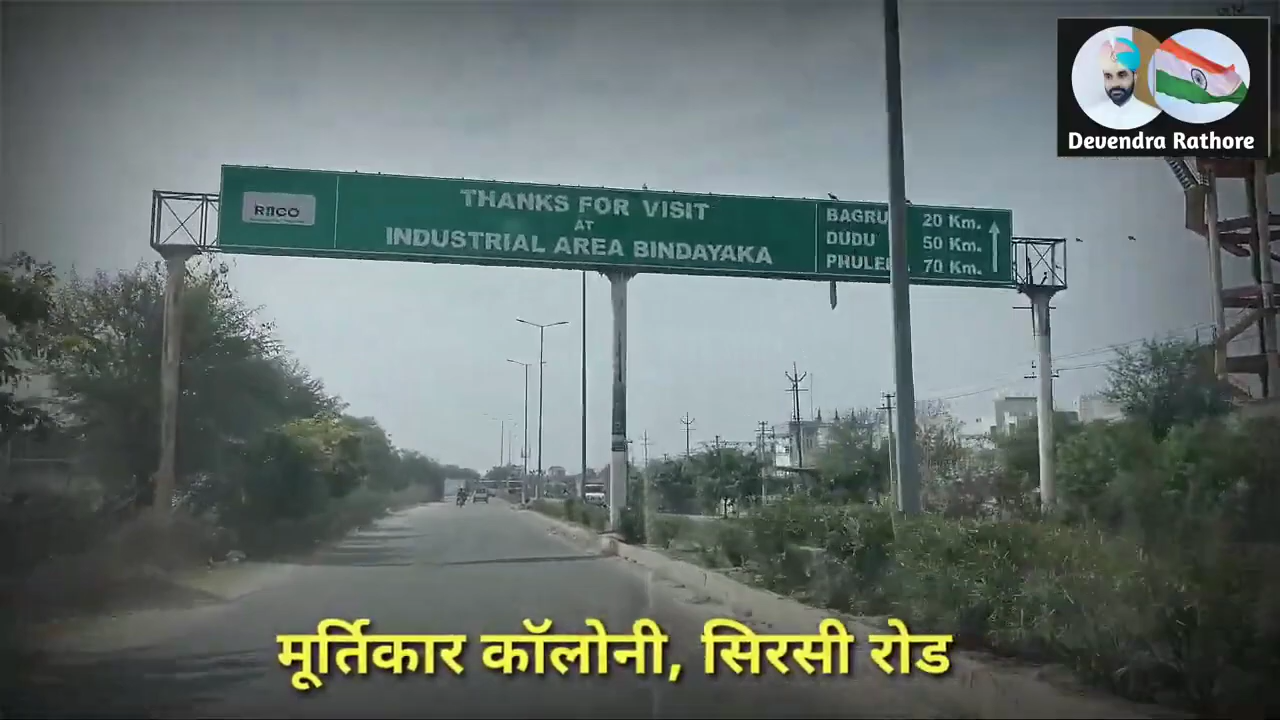 Devendra Rathore
RIICO
THANKS FOR VISIT
AT
INDUSTRIAL AREA BINDAYAKA
BAGRU 20 Km.
DUDU 50 Km.
70 Km.
मूर्तिकार कॉलोनी, सिरसी रोड